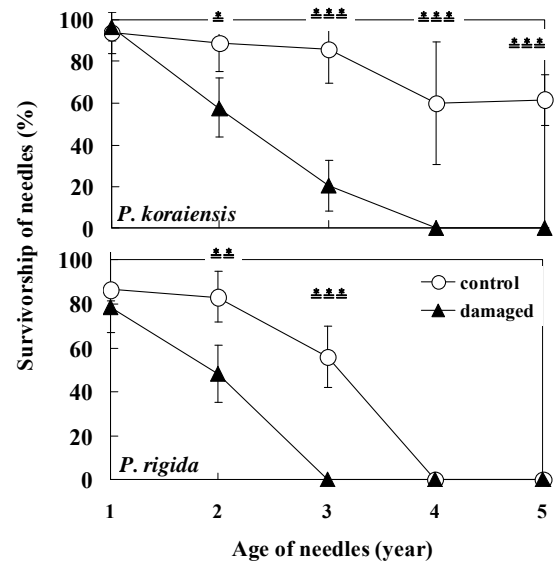 Survivorship of needles (%)
100
80
60
40
20
0
* *** *** ***
P. koraiensis
100
80
60
40
20
0
** ***
control
damaged
P. rigida
1 2 3 4 5
Age of needles (year)